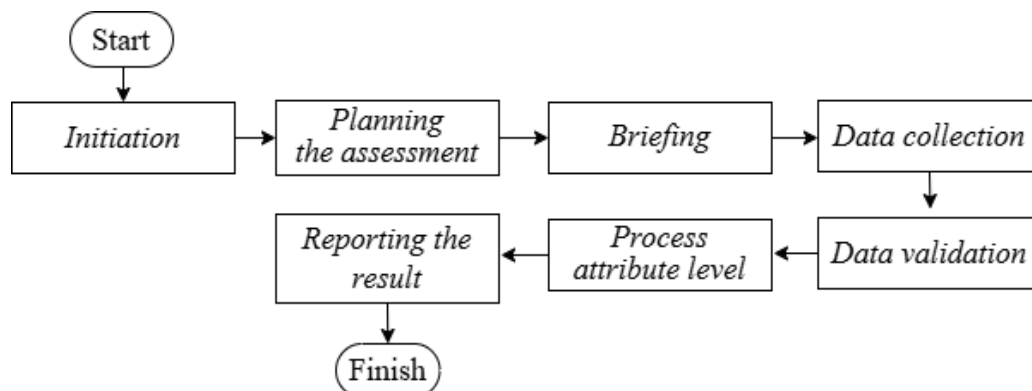 Start
Initiation
Planning
the assessment
Briefing
Data collection
Data validation
Process
attribute level
Reporting the
result
Finish